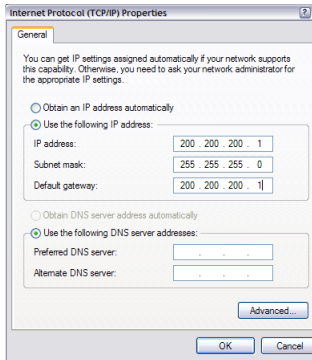 Internet Protocol (TCP/IP) Properties
General
You can get IP settings assigned automatically if your network supports
this capability. Otherwise, you need to ask your network administrator for
the appropriate IP settings.
Obtain an IP address automatically
Use the following IP address:
IP address: 200 . 200 . 200 . 1
Subnet mask: 255 . 255 . 255 . 0
Default gateway: 200 . 200 . 200 . 1
Obtain DNS server address automatically
Use the following DNS server addresses:
Preferred DNS server: . . .
Alternate DNS server: . . .
Advanced...
OK Cancel